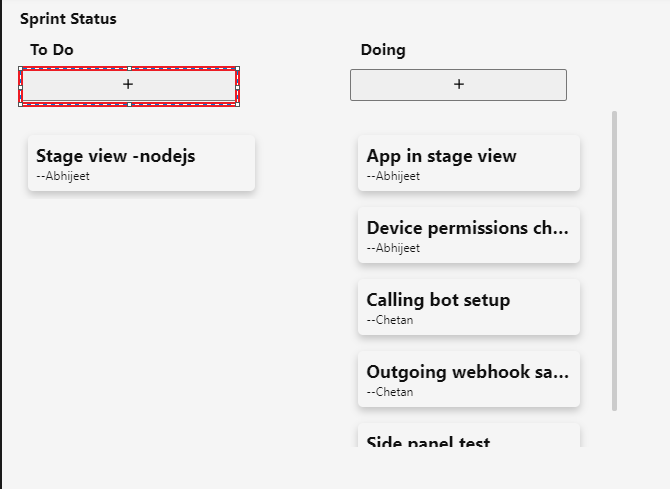 Sprint Status
To Do
+
Stage view -nodejs
--Abhijeet
Doing
+
App in stage view
--Abhijeet
Device permissions ch...
--Abhijeet
Calling bot setup
--Chetan
Outgoing webhook sa...
--Chetan
Side panel test